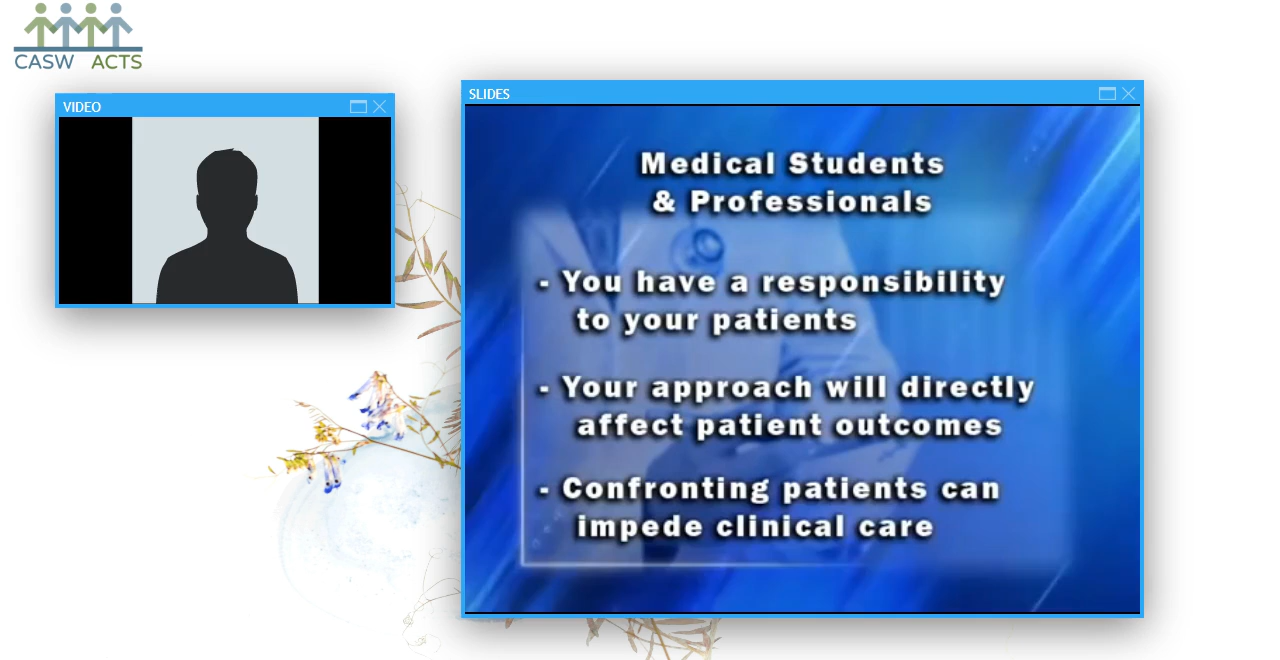 CASW ACTS
VIDEO
SLIDES
Medical Students
& Professionals
- You have a responsibility
to your patients
- Your approach will directly
affect patient outcomes
- Confronting patients can
impede clinical care